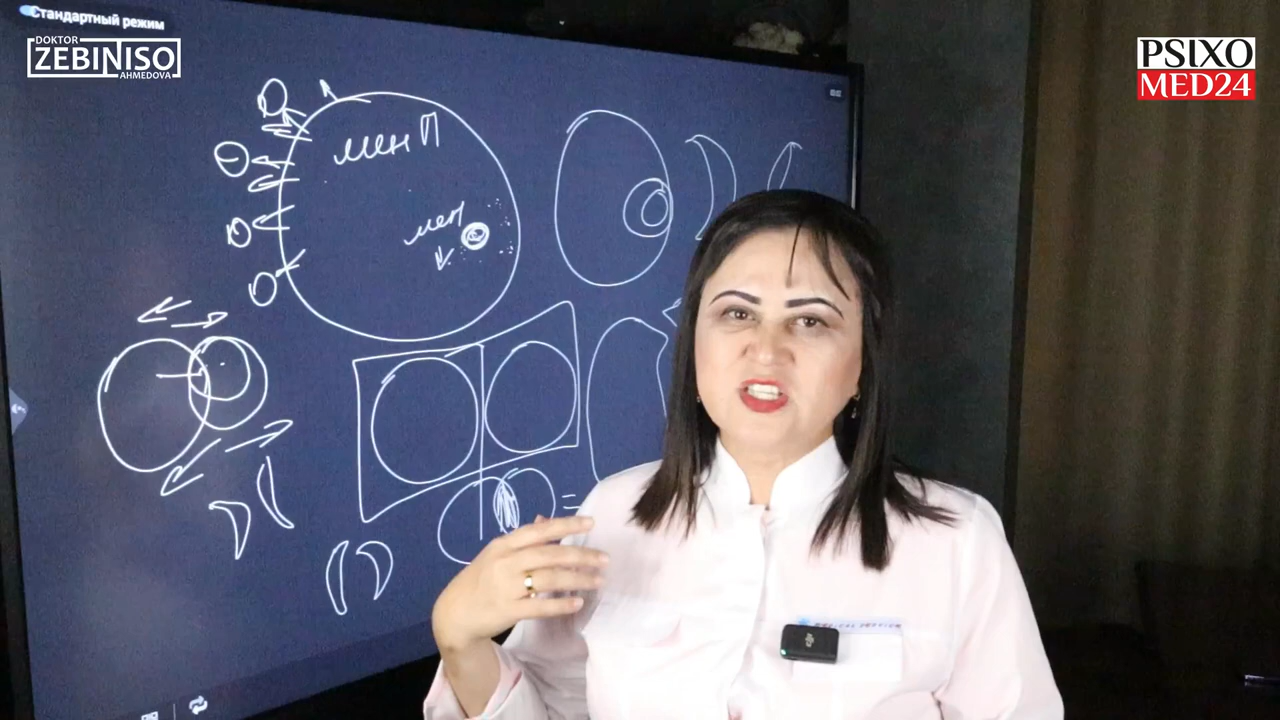 Стандартный режим
DOKTOR
ZEBINISO
AHMEDOVA
PSIXO
MED24
мен П
мен
=